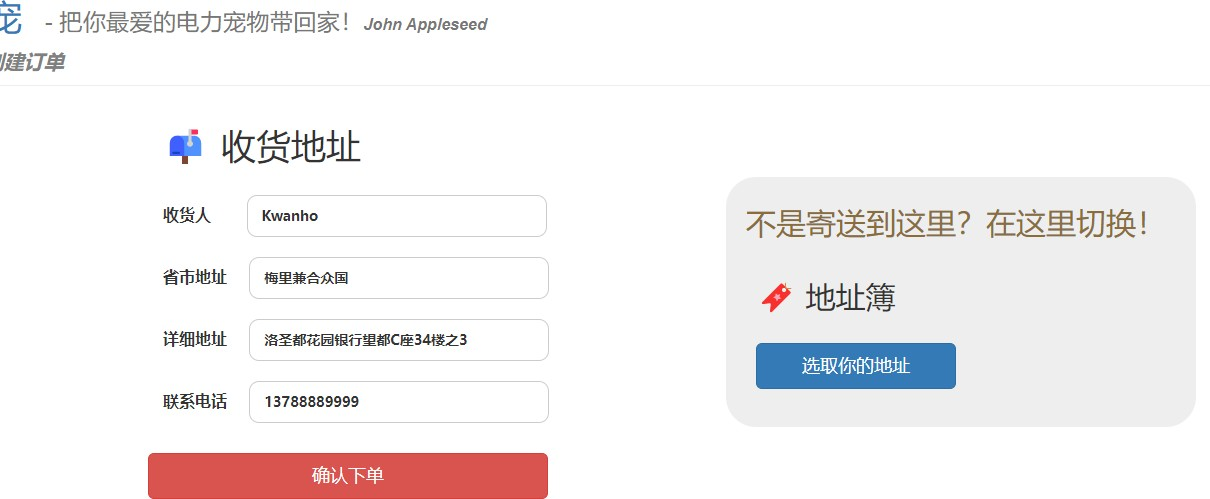 宠 - 把你最爱的电力宠物带回家！John Appleseed
创建订单
收货地址
收货人 Kwanho
省市地址 梅里兼合众国
详细地址 洛圣都花园银行望都C座34楼之3
联系电话 13788889999
确认下单
不是寄送到这里？在这里切换！
地址簿
选取你的地址